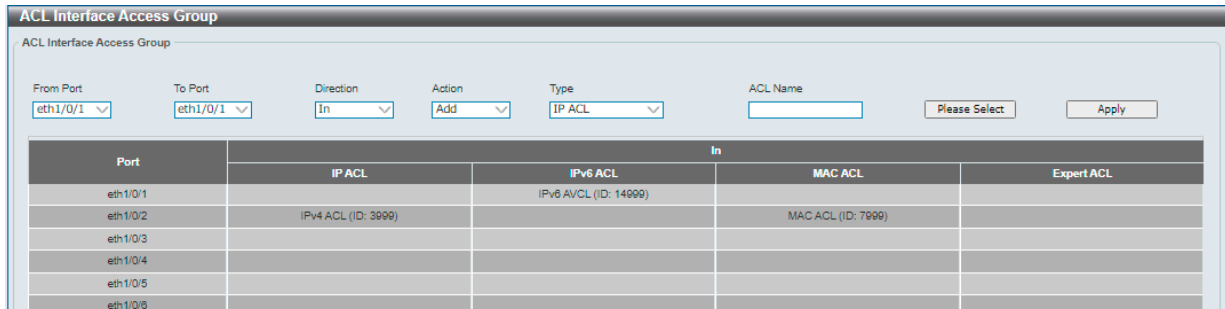 ACL Interface Access Group
ACL Interface Access Group
From Port To Port Direction Action Type ACL Name
eth1/0/1 eth1/0/1 In Add IP ACL Please Select Apply
Port In
IP ACL IPv6 ACL MAC ACL Expert ACL
eth1/0/1 IPv6 AVCL (ID: 14999)
eth1/0/2 IPv4 ACL (ID: 3999) MAC ACL (ID: 7999)
eth1/0/3
eth1/0/4
eth1/0/5
eth1/0/6